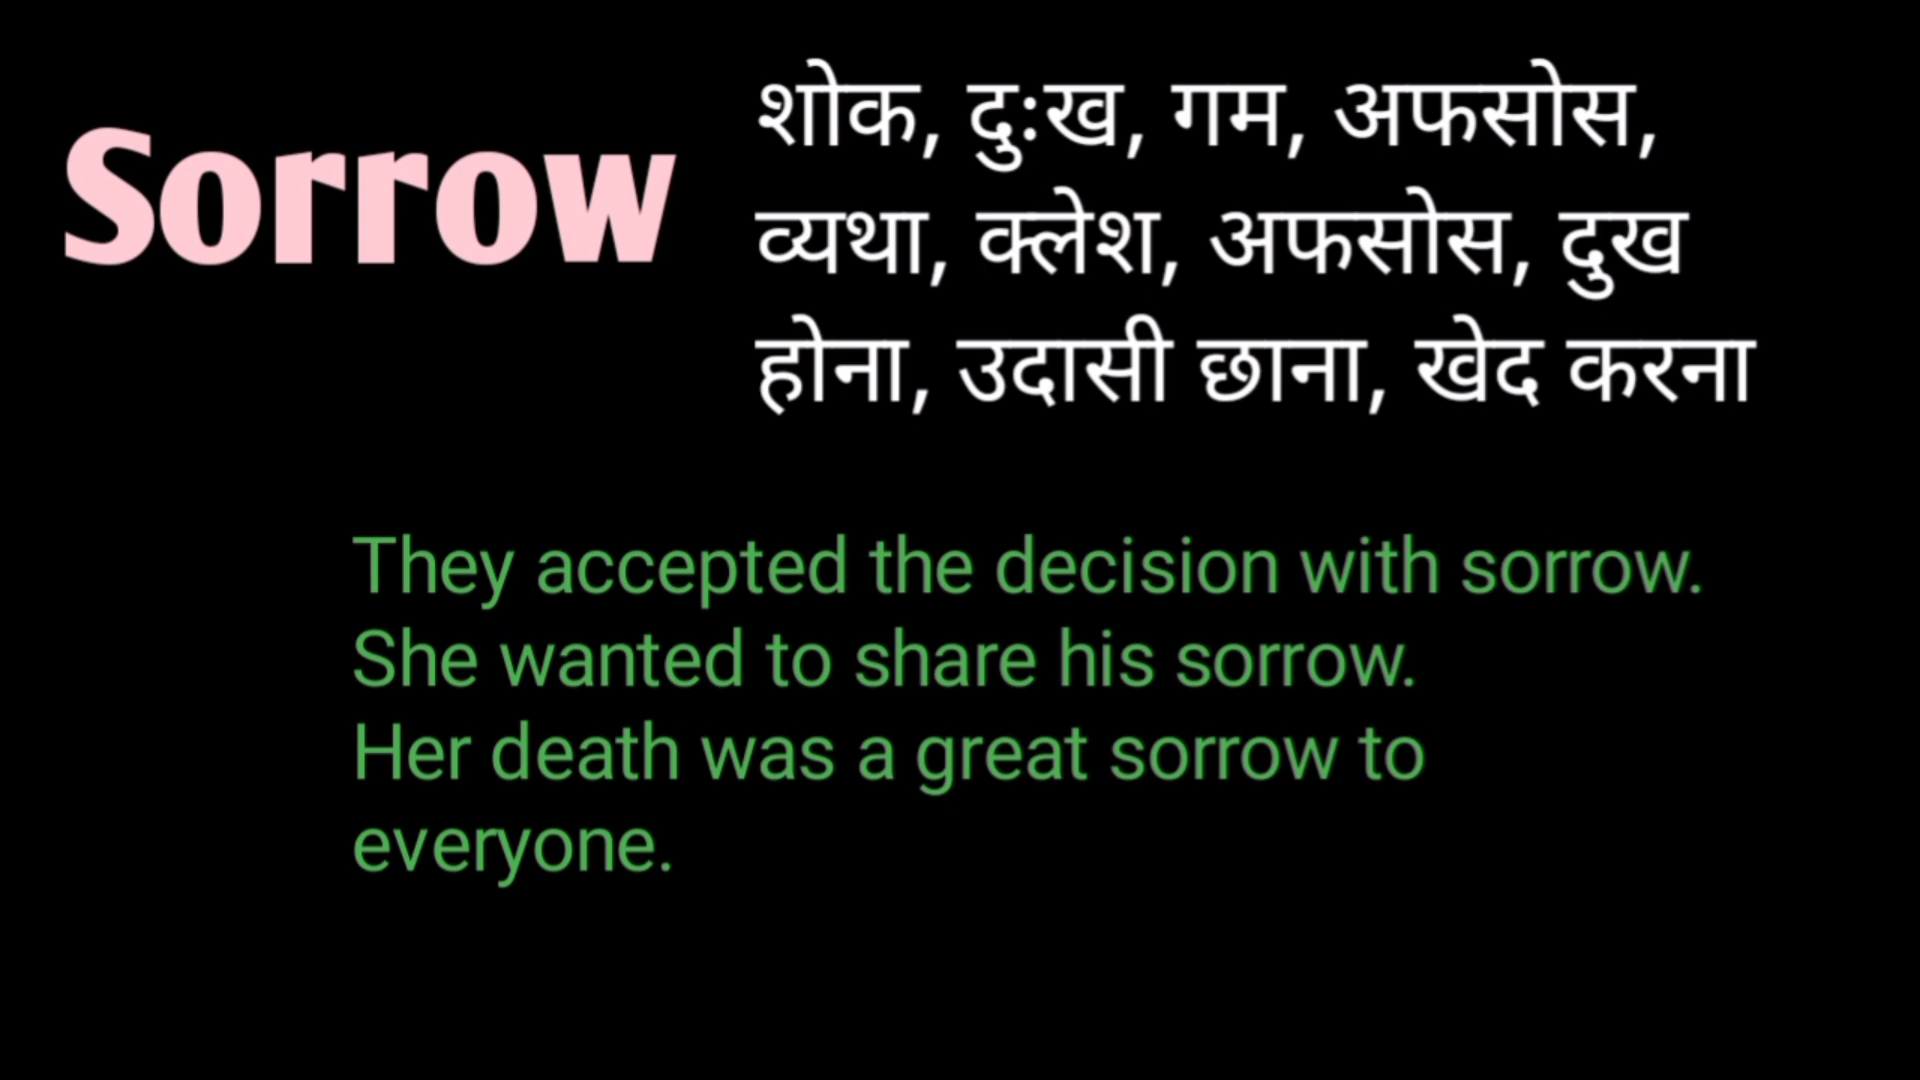 Sorrow
शोक, दुःख, गम, अफसोस,
व्यथा, क्लेश, अफसोस, दुख
होना, उदासी छाना, खेद करना
They accepted the decision with sorrow.
She wanted to share his sorrow.
Her death was a great sorrow to
everyone.